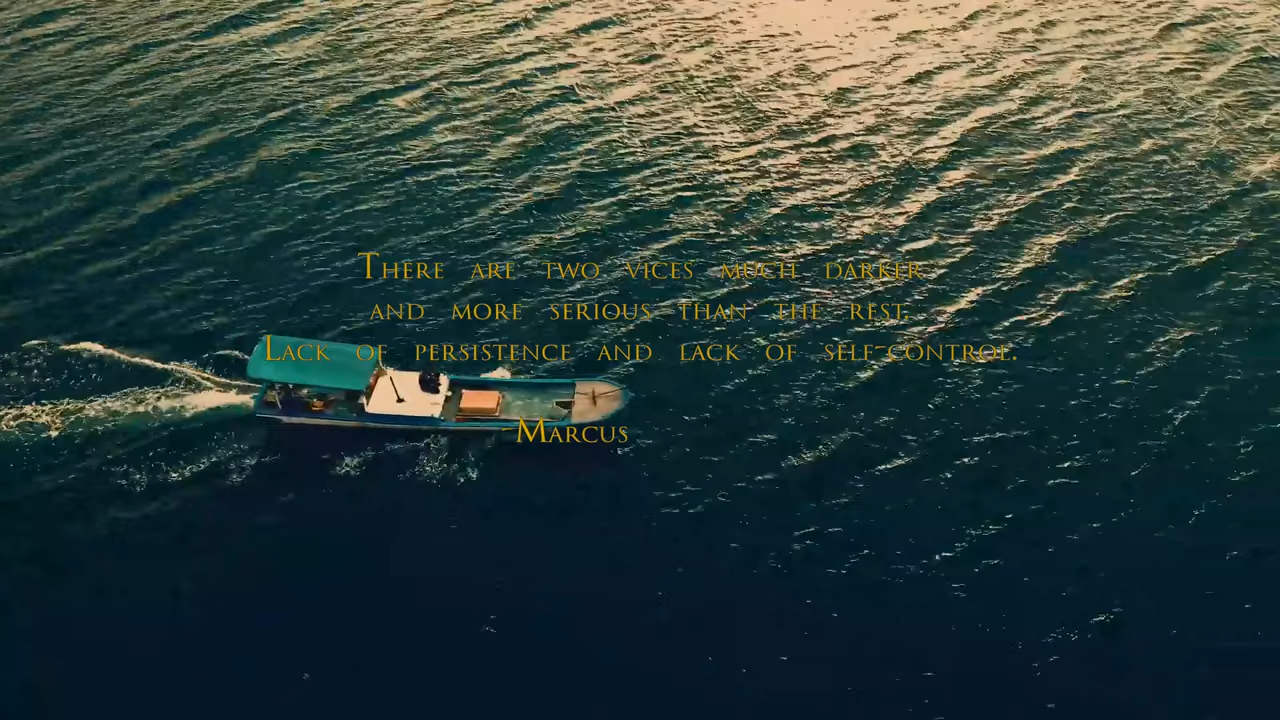 There are two vices much darker
and more serious than the rest.
Lack of persistence and lack of self-control.
-Marcus